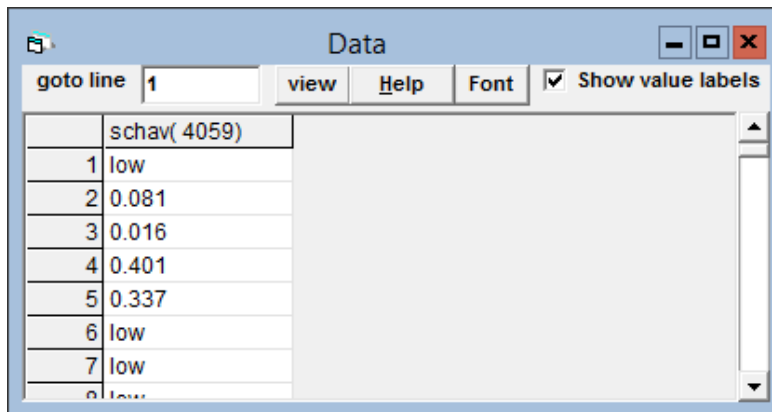 Data
goto line 1 view Help Font Show value labels
schav( 4059)
1 low
2 0.081
3 0.016
4 0.401
5 0.337
6 low
7 low